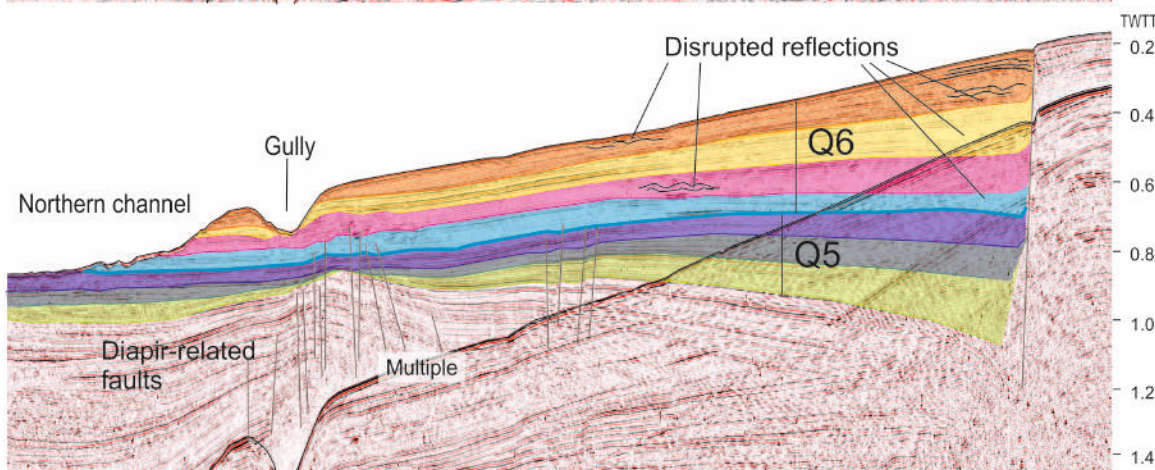 TWTT
0.2
Disrupted reflections
0.4
Gully
Q6
0.6
Northern channel
0.8
Q5
1.0
Diapir-related
faults
Multiple
1.2
1.4